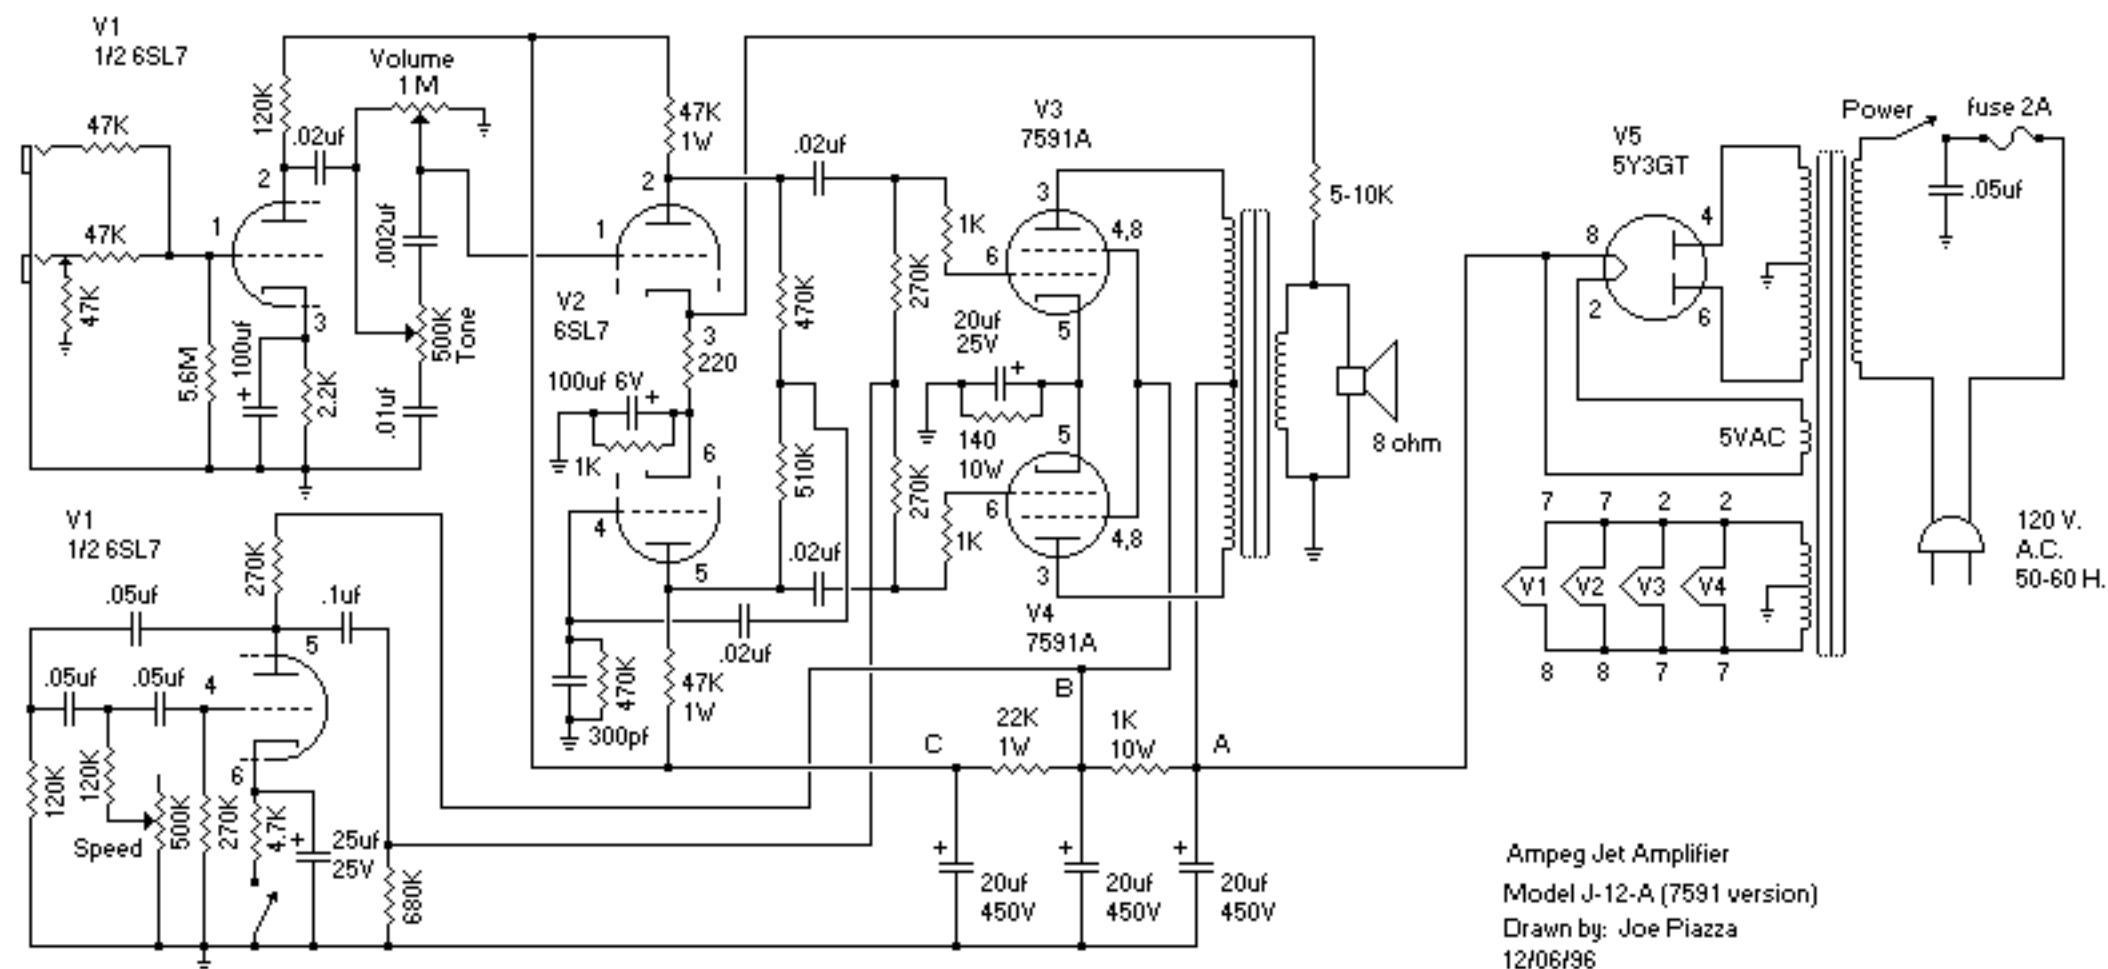 V1
1/2 6SL7
Volume
1M
120K
.02uf
47K
2
1
47K
47K
5.6M
100uf
+
3
2.2K
.002uf
500K
Tone
.01uf
47K
1W
2
1
V2
6SL7
3
220
100uf 6V
+
1K
6
4
5
.02uf
470K
510K
270K
270K
.02uf
.02uf
1K
1K
V3
7591A
3
4,8
6
5
20uf
25V
+
140
10W
5
6
4,8
3
V4
7591A
5-10K
8 ohm
V5
5Y3GT
8
4
2
6
5VAC
Power
fuse 2A
.05uf
120 V.
A.C.
50-60 H.
7
7
2
2
V1
V2
V3
V4
8
8
7
7
V1
1/2 6SL7
270K
.05uf
.1uf
5
.05uf
.05uf
4
6
120K
120K
Speed
500K
270K
4.7K
+
25uf
25V
680K
470K
300pf
47K
1W
C
22K
1W
B
1K
10W
A
+
20uf
450V
+
20uf
450V
+
20uf
450V
Ampeg Jet Amplifier
Model J-12-A (7591 version)
Drawn by: Joe Piazza
12/06/96